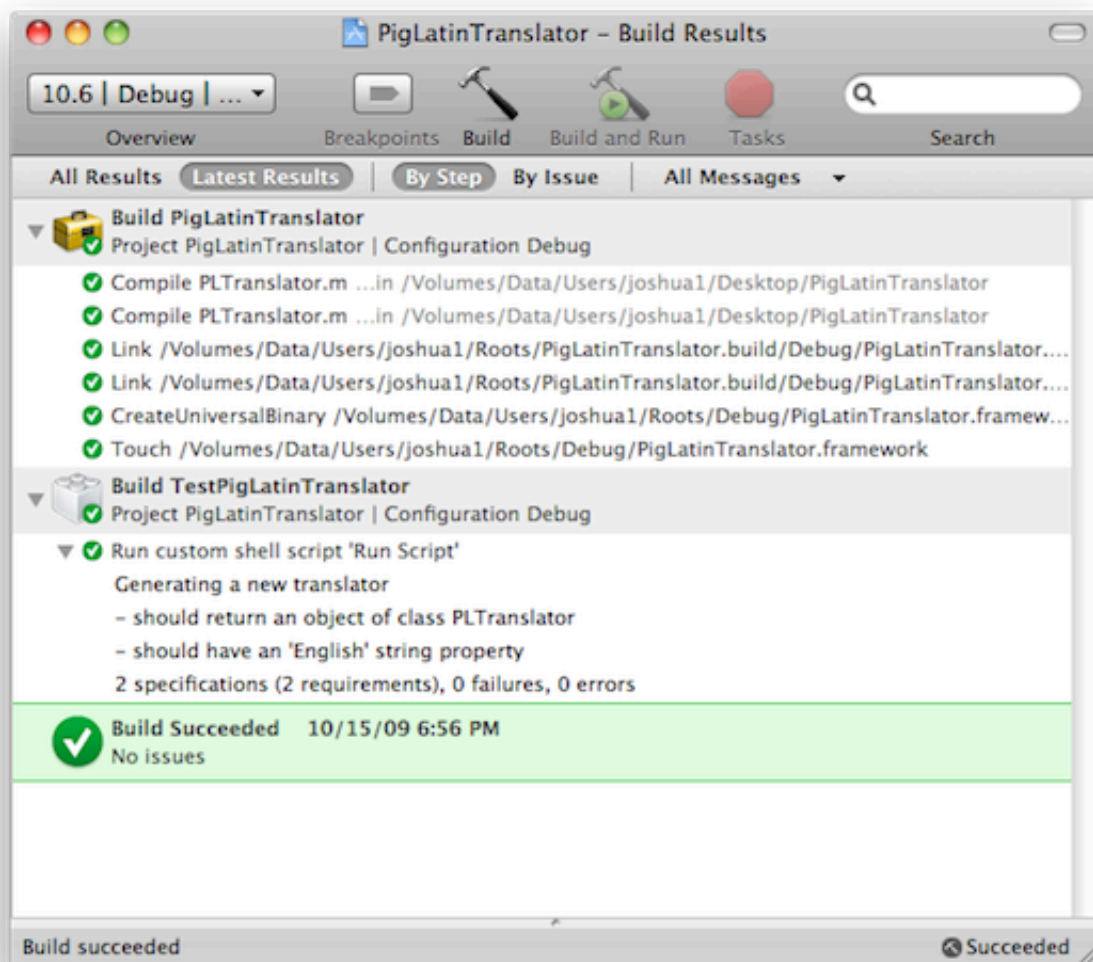 PigLatinTranslator – Build Results
10.6 | Debug | ...
Overview Breakpoints Build Build and Run Tasks Search
All Results Latest Results By Step By Issue All Messages
Build PigLatinTranslator
Project PigLatinTranslator | Configuration Debug
Compile PLTranslator.m ...in /Volumes/Data/Users/joshua1/Desktop/PigLatinTranslator
Compile PLTranslator.m ...in /Volumes/Data/Users/joshua1/Desktop/PigLatinTranslator
Link /Volumes/Data/Users/joshua1/Roots/PigLatinTranslator.build/Debug/PigLatinTranslator....
Link /Volumes/Data/Users/joshua1/Roots/PigLatinTranslator.build/Debug/PigLatinTranslator....
CreateUniversalBinary /Volumes/Data/Users/joshua1/Roots/Debug/PigLatinTranslator.framew...
Touch /Volumes/Data/Users/joshua1/Roots/Debug/PigLatinTranslator.framework
Build TestPigLatinTranslator
Project PigLatinTranslator | Configuration Debug
Run custom shell script 'Run Script'
Generating a new translator
– should return an object of class PLTranslator
– should have an 'English' string property
2 specifications (2 requirements), 0 failures, 0 errors
Build Succeeded 10/15/09 6:56 PM
No issues
Build succeeded Succeeded